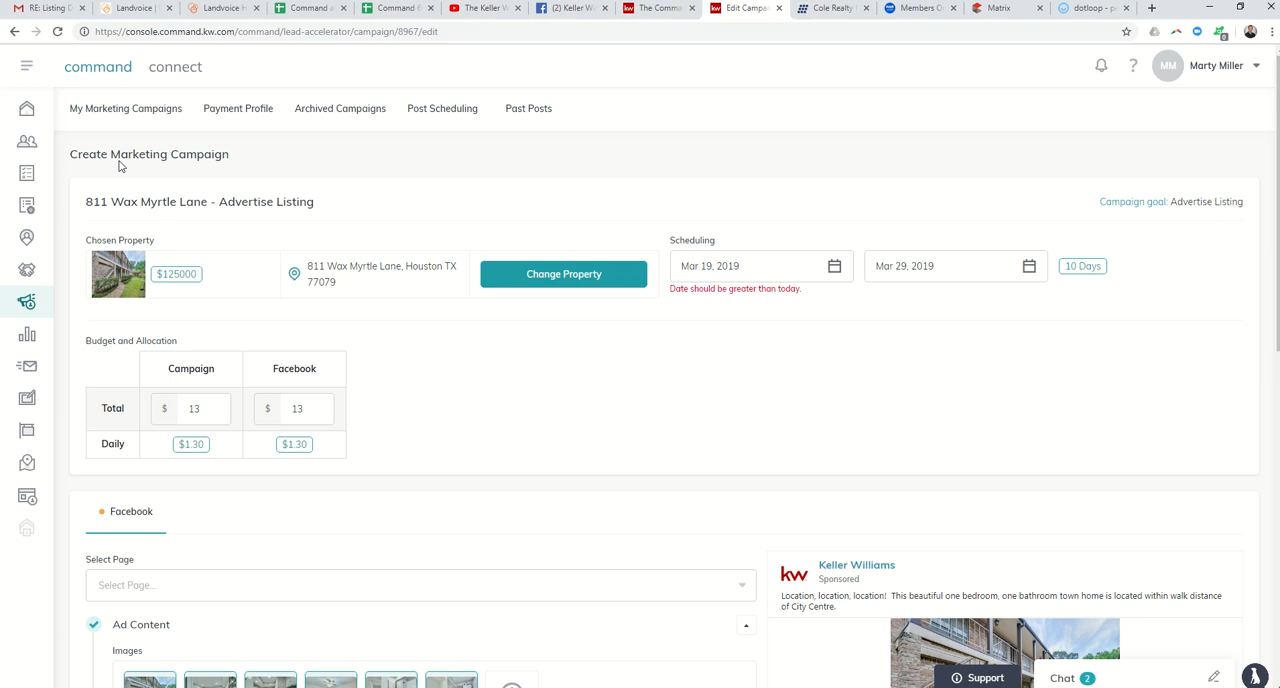 RE: Listing
Landvoice |
Landvoice H
Command a
Command 6
The Keller W
(2) Keller Wi
The Comma
Edit Campai
Cole Realty
Members O
Matrix
dotloop - p
https://console.command.kw.com/command/lead-accelerator/campaign/8967/edit
command connect
MM Marty Miller
My Marketing Campaigns Payment Profile Archived Campaigns Post Scheduling Past Posts
Create Marketing Campaign
811 Wax Myrtle Lane - Advertise Listing
Campaign goal: Advertise Listing
Chosen Property
$125000
811 Wax Myrtle Lane, Houston TX
77079
Change Property
Scheduling
Mar 19, 2019
Mar 29, 2019
10 Days
Date should be greater than today.
Budget and Allocation
Campaign Facebook
Total $ 13 $ 13
Daily $1.30 $1.30
Facebook
Select Page
Select Page...
Ad Content
Images
kw
Keller Williams
Sponsored
Location, location, location! This beautiful one bedroom, one bathroom town home is located within walk distance
of City Centre.
Support
Chat 2